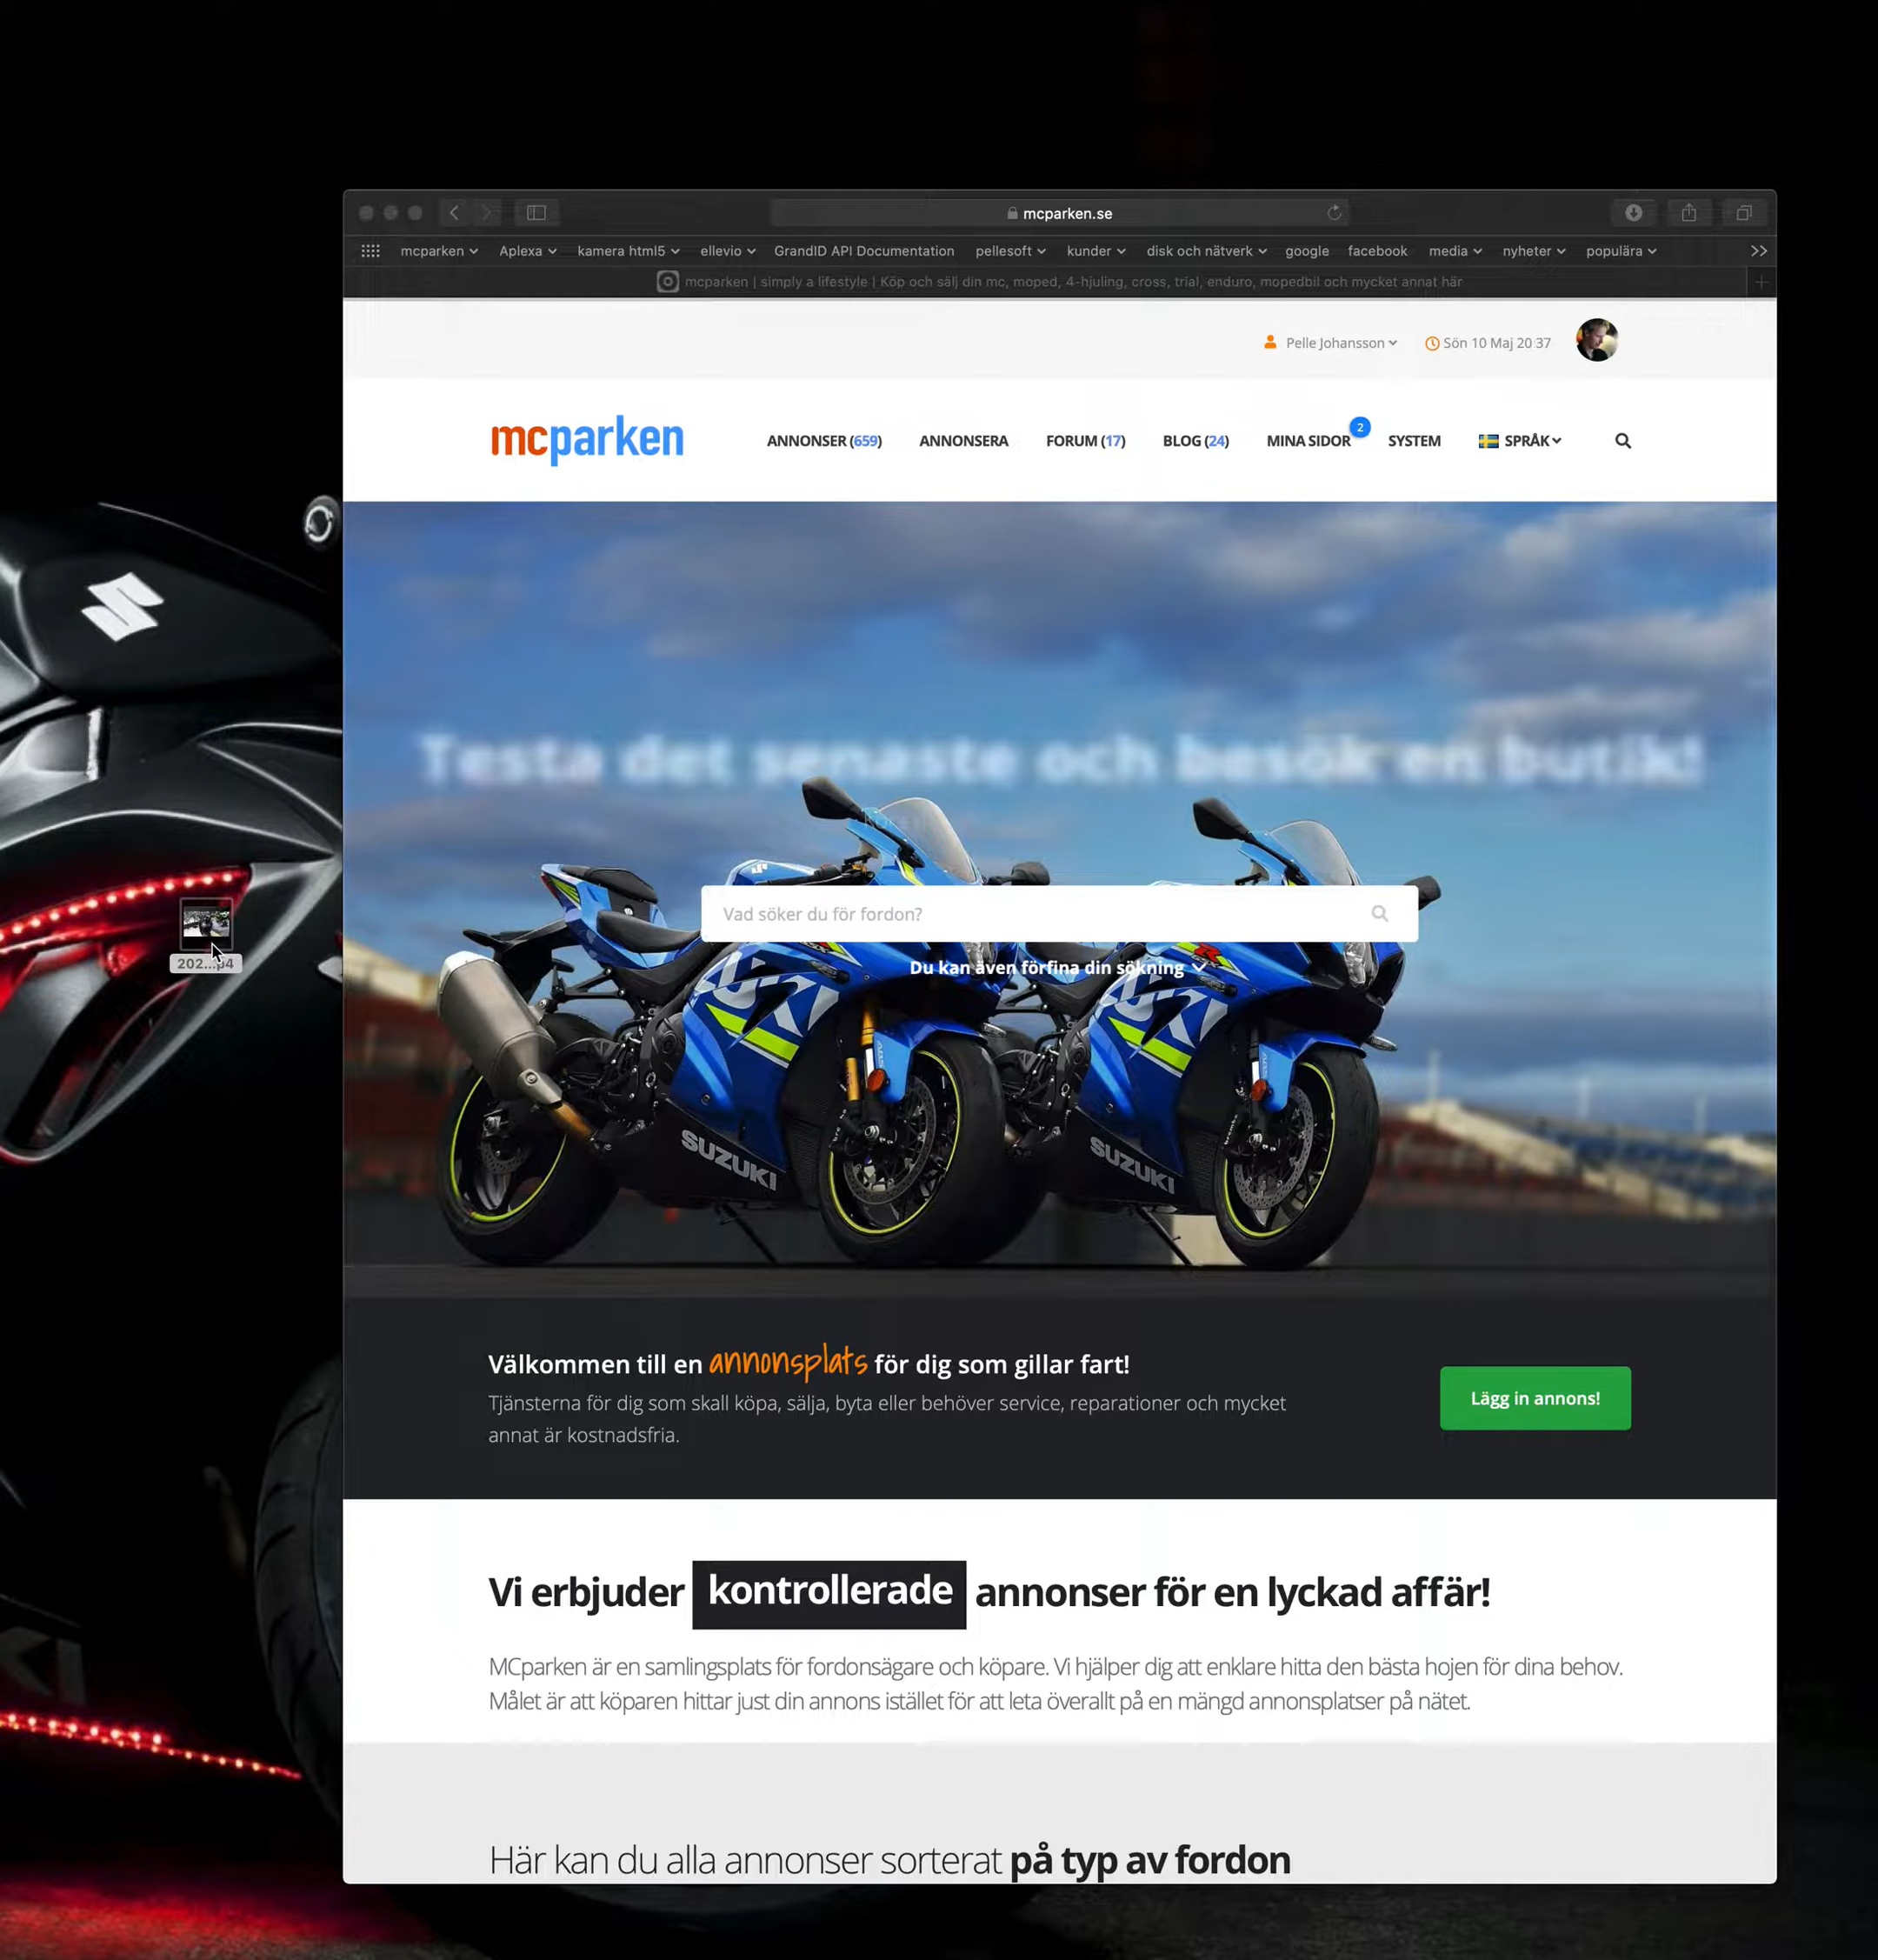 mcparken.se
mcparken Aplexa kamera html5 ellevio GrandID API Documentation pellesoft kunder disk och nätverk google facebook media nyheter populära
mcparken | simply a lifestyle | Köp och sälj din mc, moped, 4-hjuling, cross, trial, enduro, mopedbil och mycket annat här
Pelle Johansson Sön 10 Maj 20 37
mcparken ANNONSER (659) ANNONSERA FORUM (17) BLOG (24) MINA SIDOR 2 SYSTEM SPRÅK
Testa det senaste och besök en butik!
Vad söker du för fordon?
202...p4
Du kan även förfina din sökning
SUZUKI
SUZUKI
Välkommen till en annonsplats för dig som gillar fart!
Tjänsterna för dig som skall köpa, sälja, byta eller behöver service, reparationer och mycket
annat är kostnadsfria.
Lägg in annons!
Vi erbjuder kontrollerade annonser för en lyckad affär!
MCparken är en samlingsplats för fordonsägare och köpare. Vi hjälper dig att enklare hitta den bästa hojen för dina behov.
Målet är att köparen hittar just din annons istället för att leta överallt på en mängd annonsplatser på nätet.
Här kan du alla annonser sorterat på typ av fordon